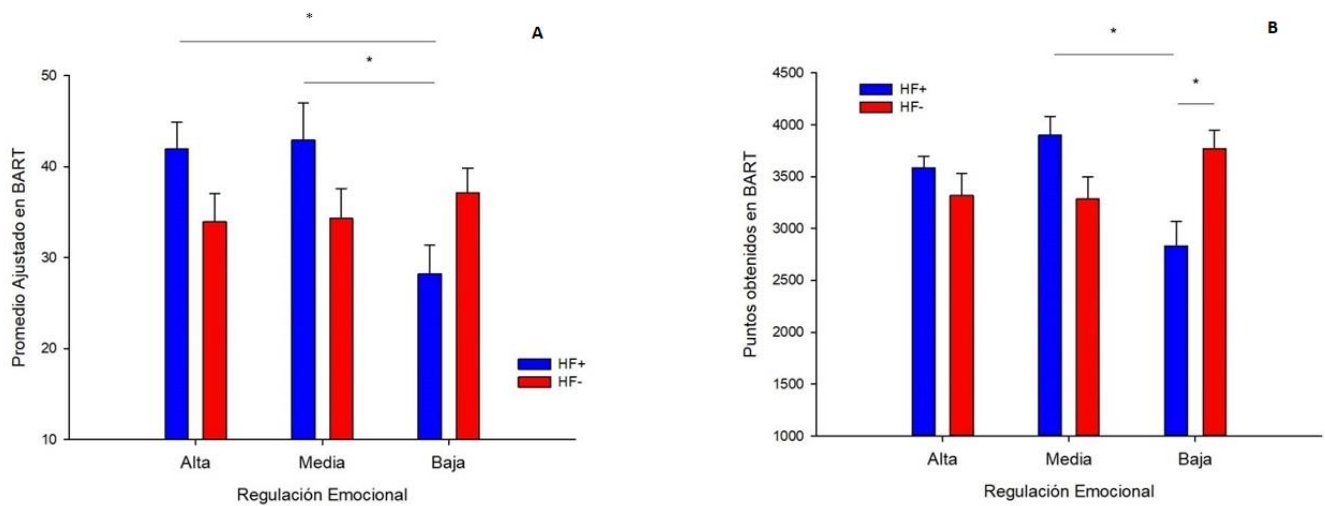 *
A
*
50
40
30
20
10
Promedio Ajustado en BART
HF+
HF-
Alta
Media
Baja
Regulación Emocional
B
*
4500
4000
3500
3000
2500
2000
1500
1000
Puntos obtenidos en BART
HF+
HF-
*
Alta
Media
Baja
Regulación Emocional